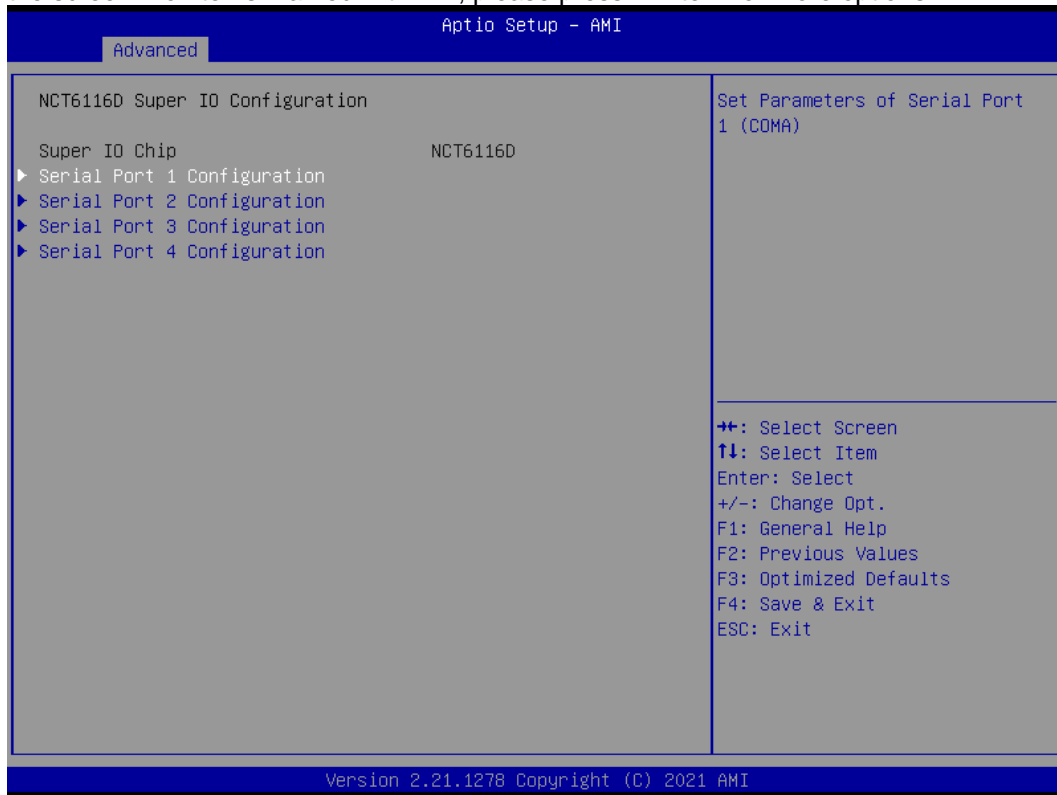 Aptio Setup – AMI
Advanced
NCT6116D Super IO Configuration
Super IO Chip NCT6116D
▶ Serial Port 1 Configuration
▶ Serial Port 2 Configuration
▶ Serial Port 3 Configuration
▶ Serial Port 4 Configuration
Set Parameters of Serial Port
1 (COMA)
→←: Select Screen
↑↓: Select Item
Enter: Select
+/-: Change Opt.
F1: General Help
F2: Previous Values
F3: Optimized Defaults
F4: Save & Exit
ESC: Exit
Version 2.21.1278 Copyright (C) 2021 AMI